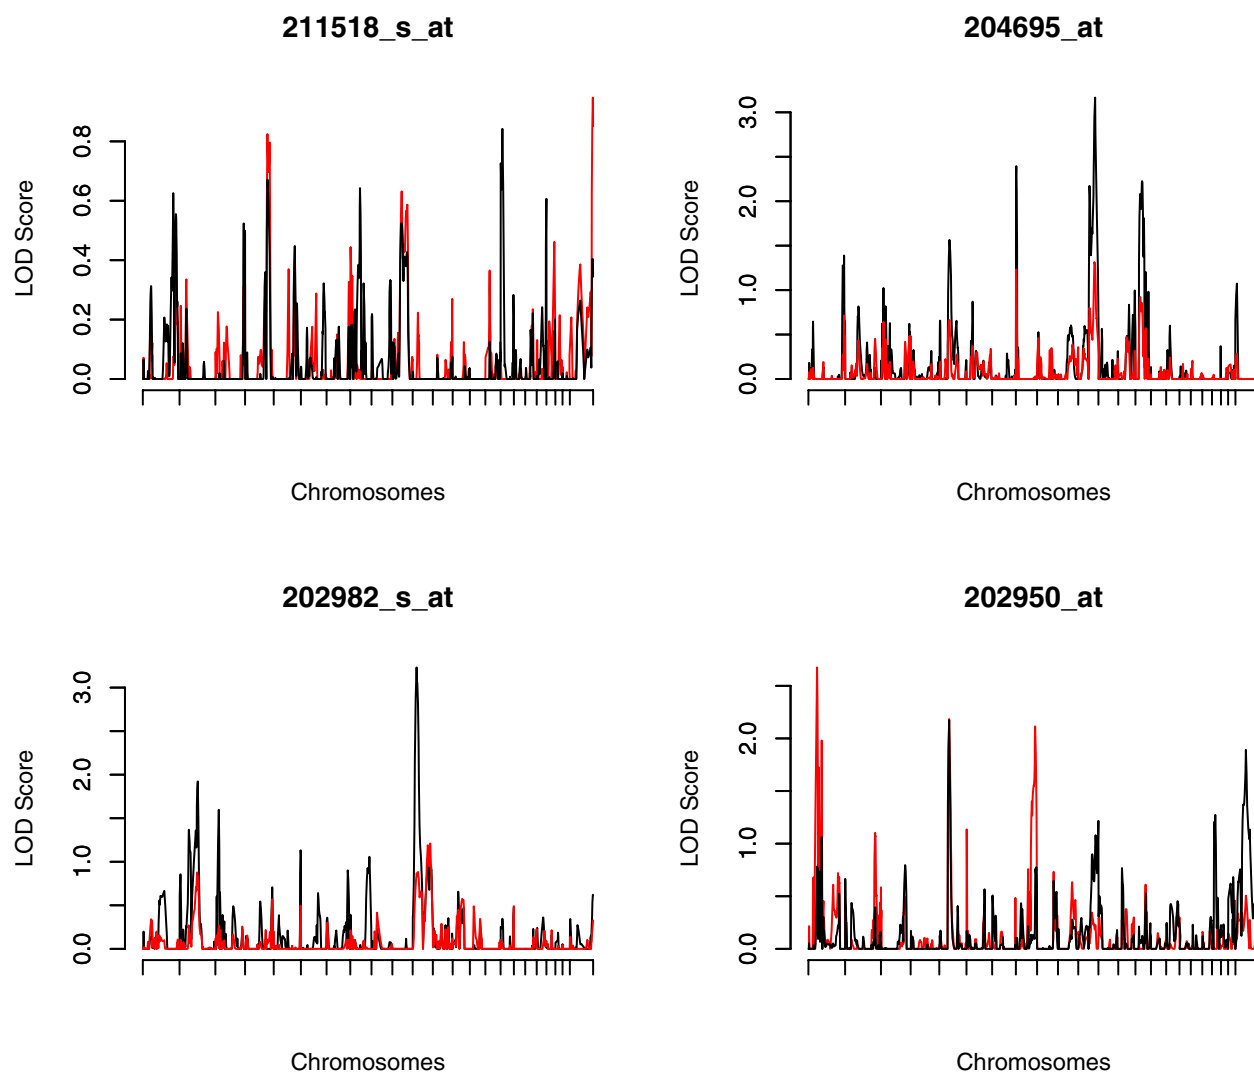 211518_s_at
LOD Score
0.0 0.2 0.4 0.6 0.8
Chromosomes
204695_at
LOD Score
0.0 1.0 2.0 3.0
Chromosomes
202982_s_at
LOD Score
0.0 1.0 2.0 3.0
Chromosomes
202950_at
LOD Score
0.0 1.0 2.0
Chromosomes